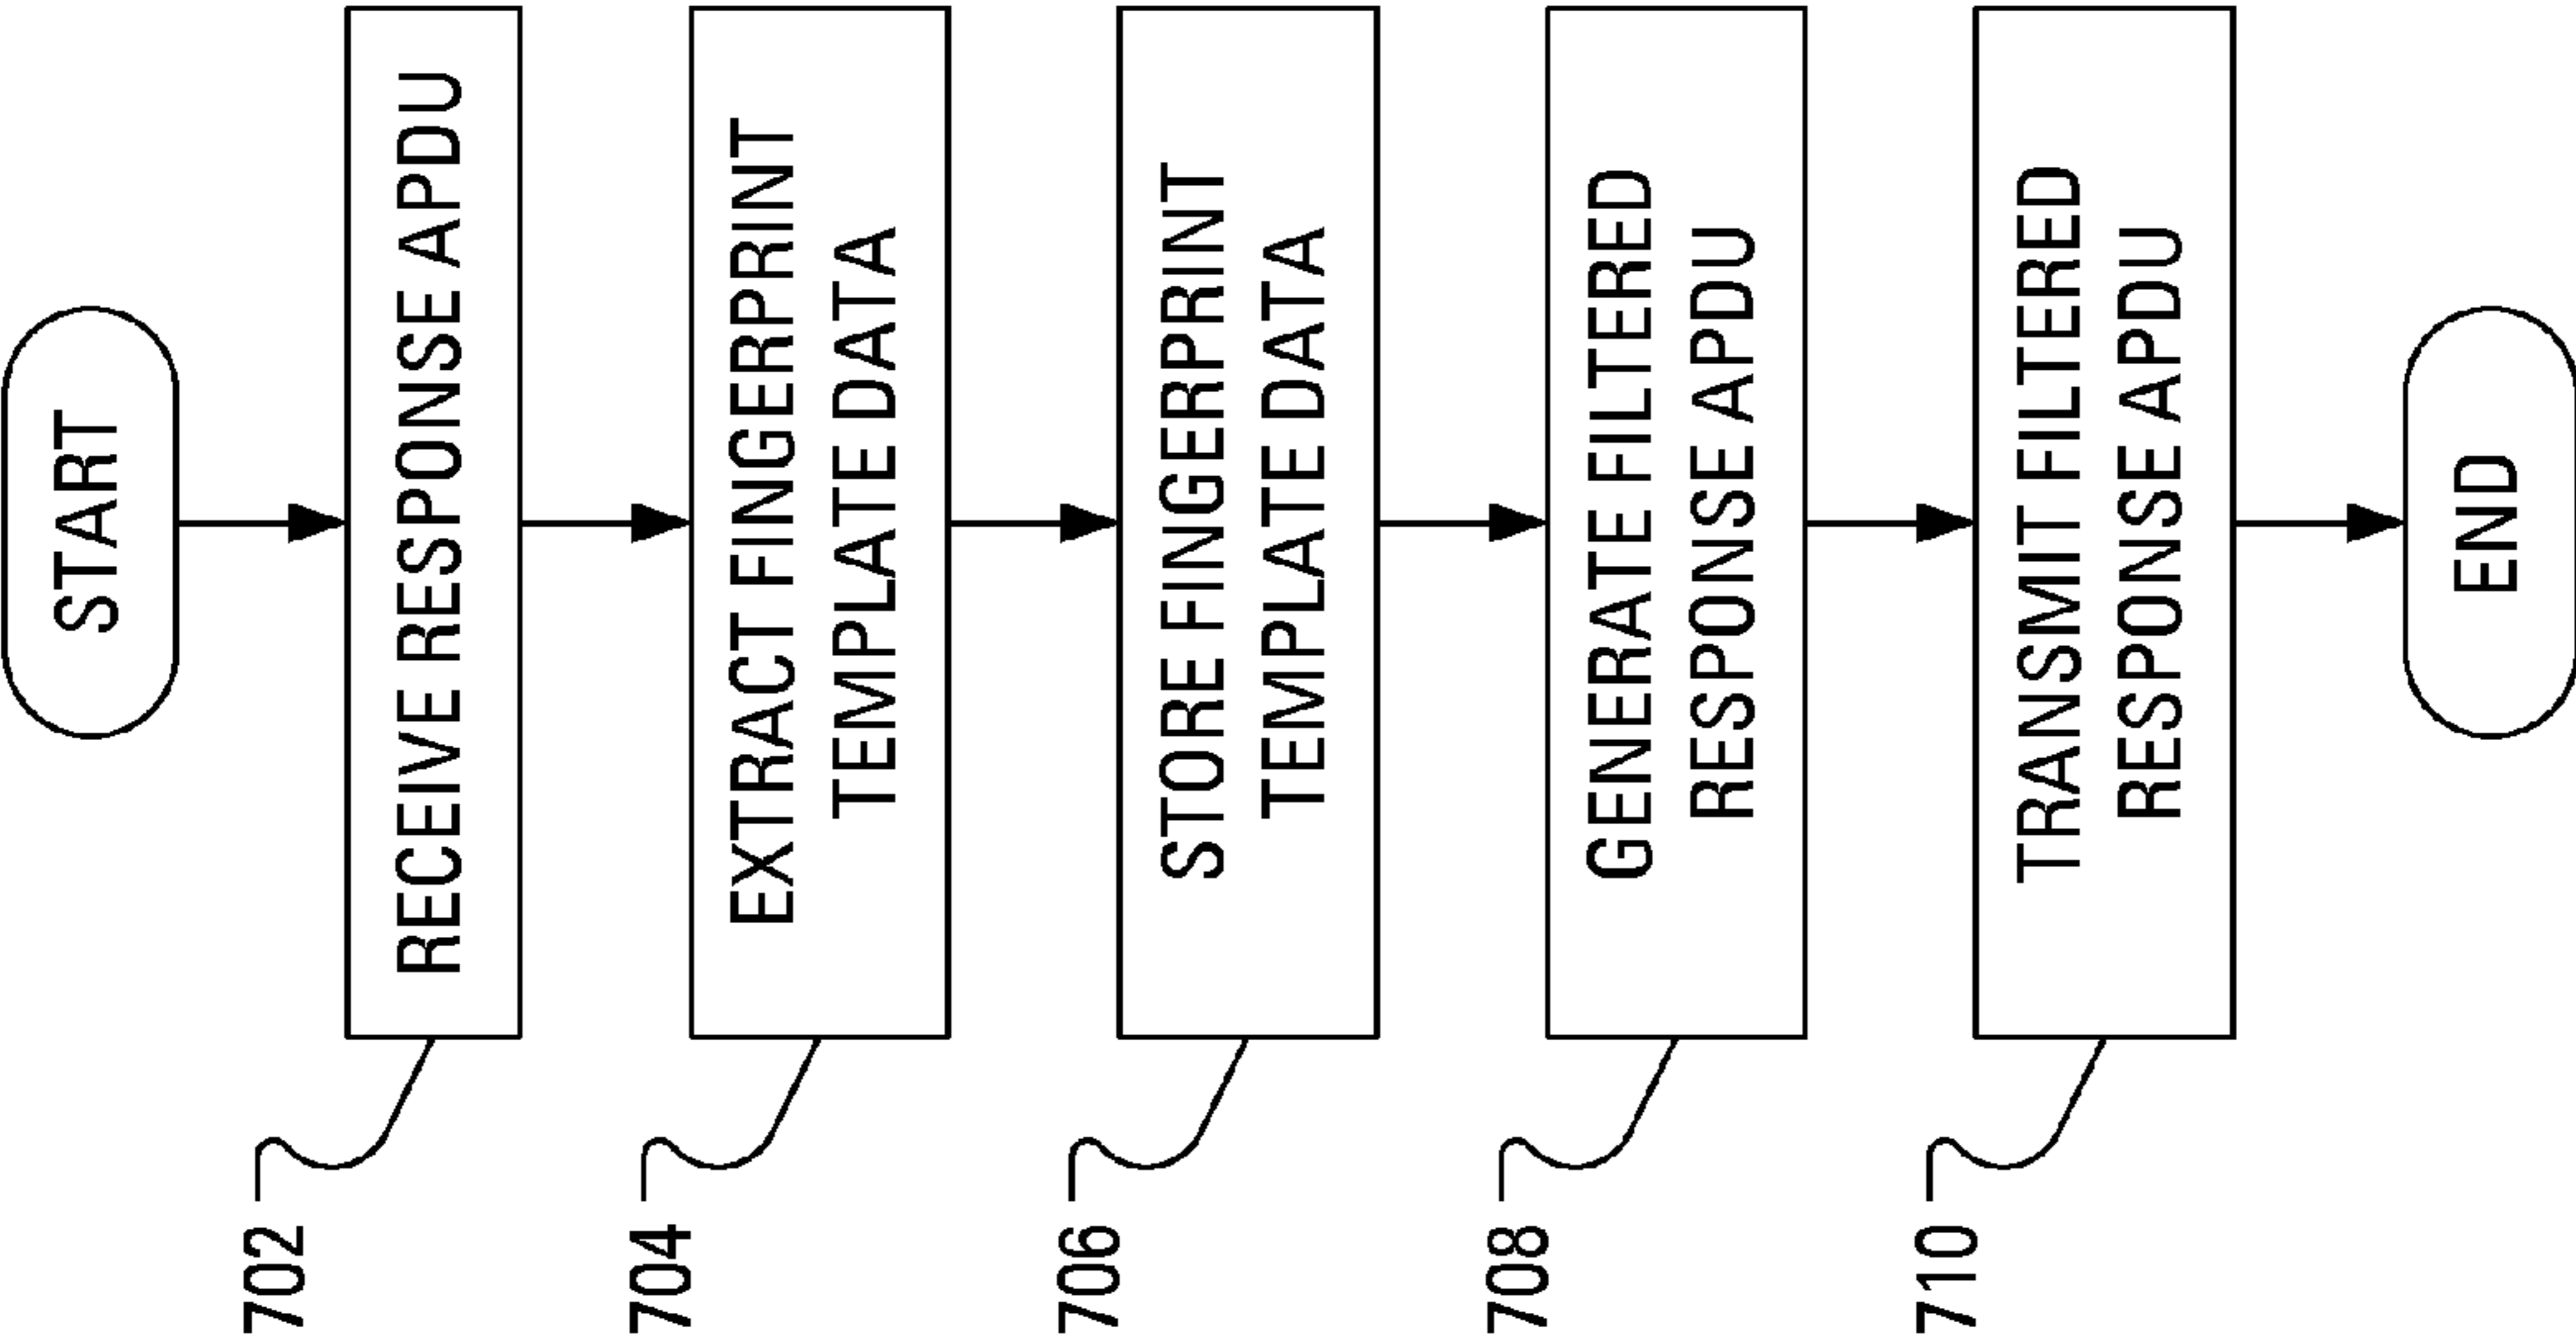 START
702
RECEIVE RESPONSE APDU
704
EXTRACT FINGERPRINT
TEMPLATE DATA
706
STORE FINGERPRINT
TEMPLATE DATA
708
GENERATE FILTERED
RESPONSE APDU
710
TRANSMIT FILTERED
RESPONSE APDU
END